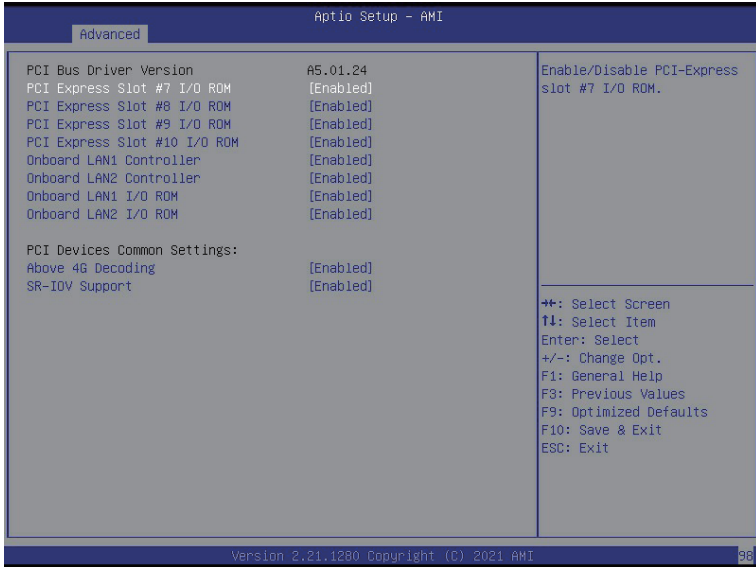 Aptio Setup – AMI
Advanced
PCI Bus Driver Version A5.01.24
PCI Express Slot #7 I/O ROM [Enabled]
PCI Express Slot #8 I/O ROM [Enabled]
PCI Express Slot #9 I/O ROM [Enabled]
PCI Express Slot #10 I/O ROM [Enabled]
Onboard LAN1 Controller [Enabled]
Onboard LAN2 Controller [Enabled]
Onboard LAN1 I/O ROM [Enabled]
Onboard LAN2 I/O ROM [Enabled]
PCI Devices Common Settings:
Above 4G Decoding [Enabled]
SR-IOV Support [Enabled]
Enable/Disable PCI-Express
slot #7 I/O ROM.
→←: Select Screen
↑↓: Select Item
Enter: Select
+/-: Change Opt.
F1: General Help
F3: Previous Values
F9: Optimized Defaults
F10: Save & Exit
ESC: Exit
Version 2.21.1280 Copyright (C) 2021 AMI
98